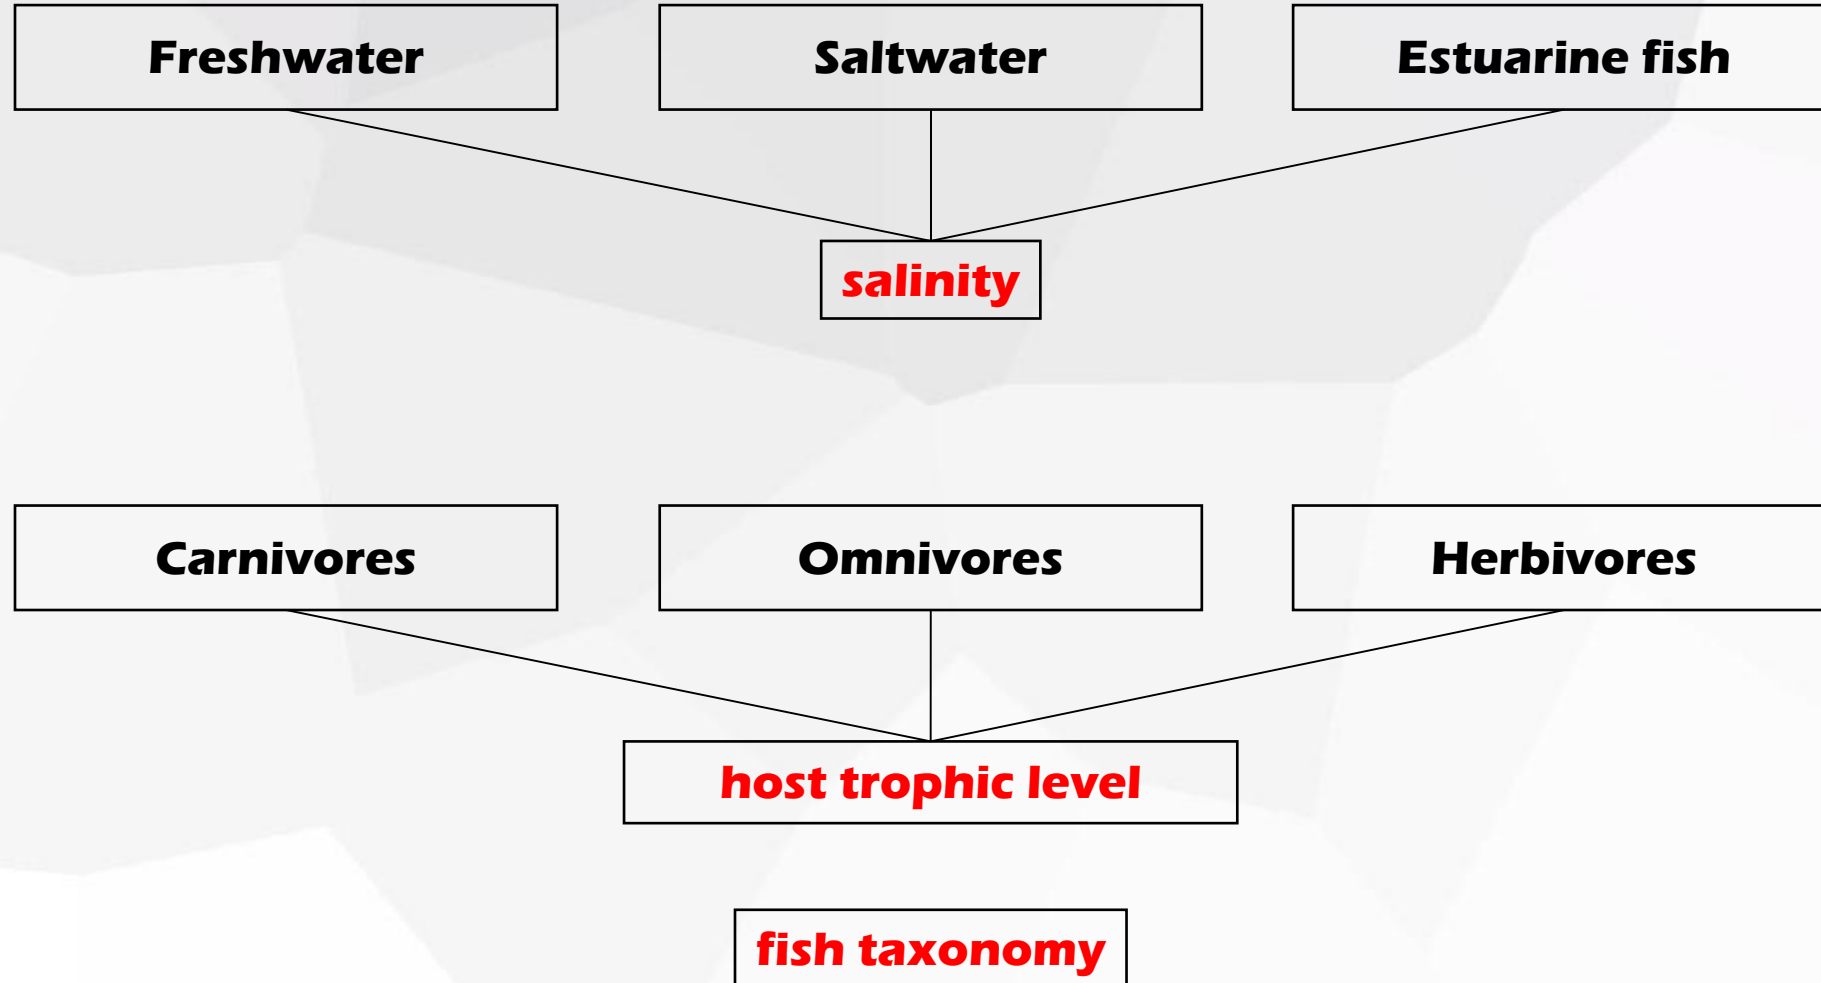 Freshwater
Saltwater
Estuarine fish
salinity
Carnivores
Omnivores
Herbivores
host trophic level
fish taxonomy